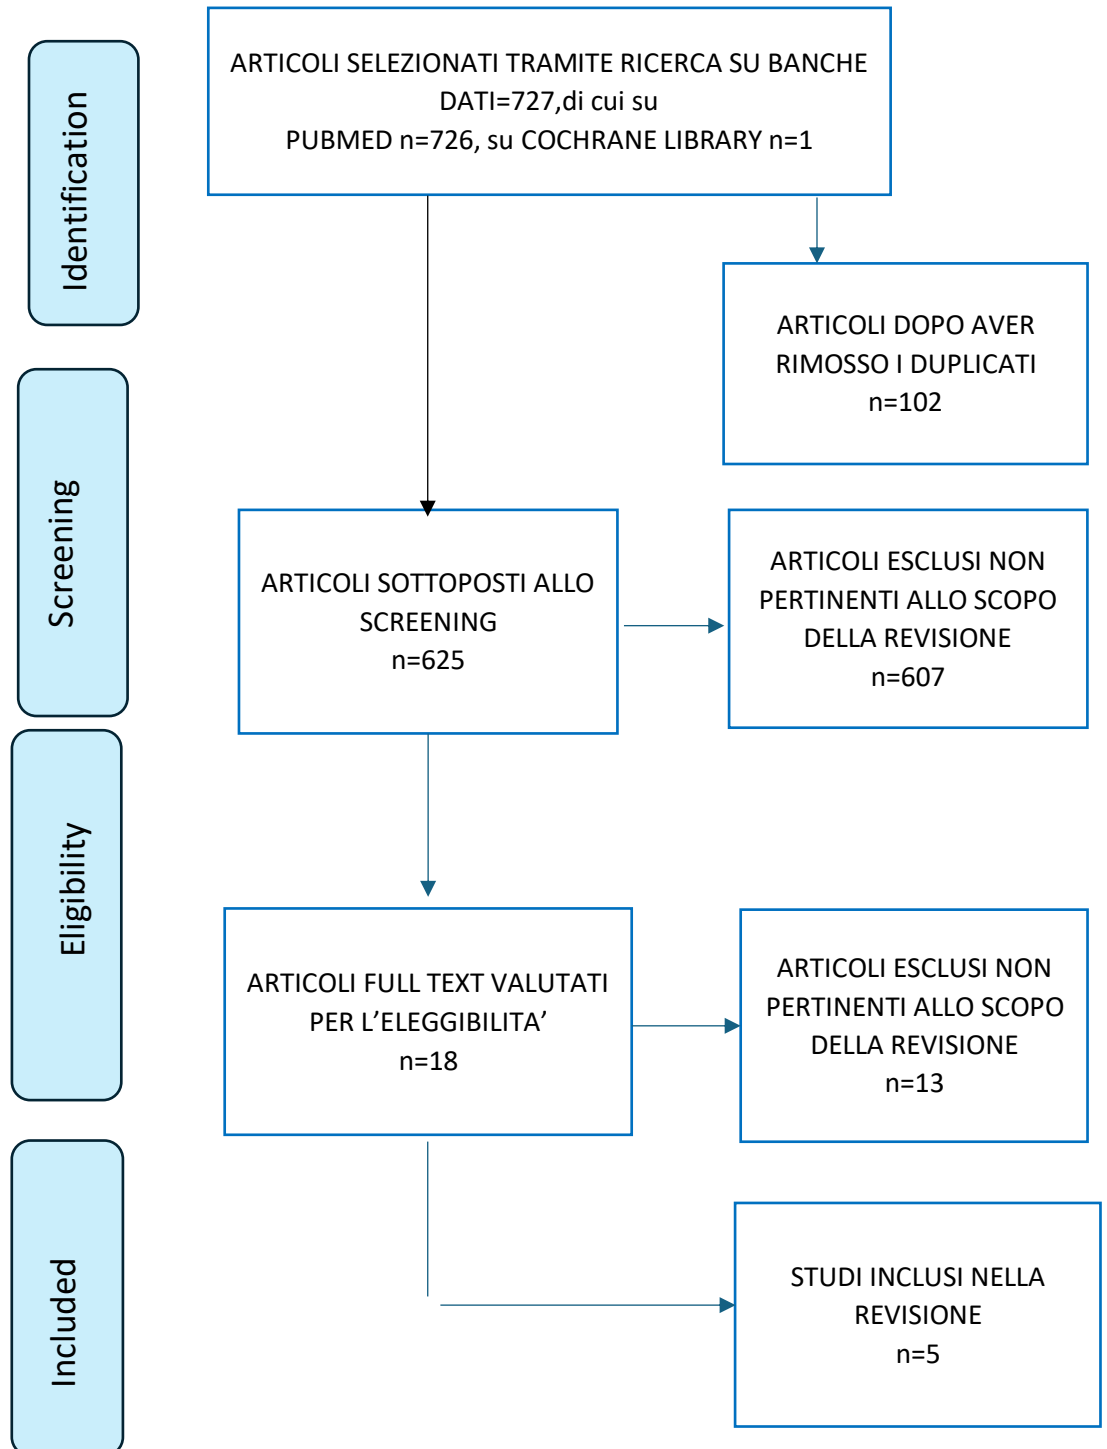 Identification
ARTICOLI SELEZIONATI TRAMITE RICERCA SU BANCHE
DATI=727,di cui su
PUBMED n=726, su COCHRANE LIBRARY n=1
ARTICOLI DOPO AVER
RIMOSSO I DUPLICATI
n=102
Screening
ARTICOLI SOTTOPOSTI ALLO
SCREENING
n=625
ARTICOLI ESCLUSI NON
PERTINENTI ALLO SCOPO
DELLA REVISIONE
n=607
Eligibility
ARTICOLI FULL TEXT VALUTATI
PER L’ELEGGIBILITA’
n=18
ARTICOLI ESCLUSI NON
PERTINENTI ALLO SCOPO
DELLA REVISIONE
n=13
Included
STUDI INCLUSI NELLA
REVISIONE
n=5